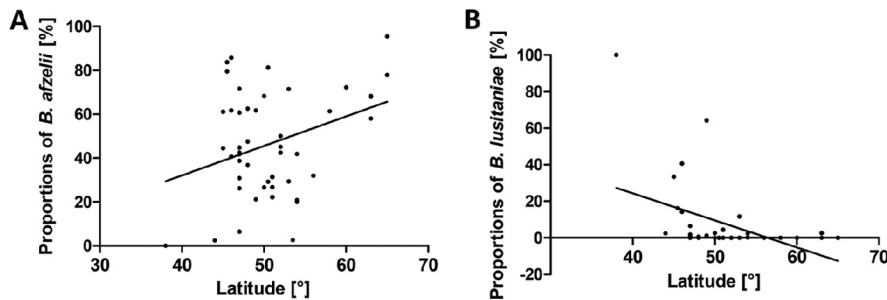 A
Proportions of B. afzelii [%]
100
80
60
40
20
0
30 40 50 60 70
Latitude [°]
B
Proportions of B. lusitaniae [%]
100
80
60
40
20
0
-20
40 50 60 70
Latitude [°]